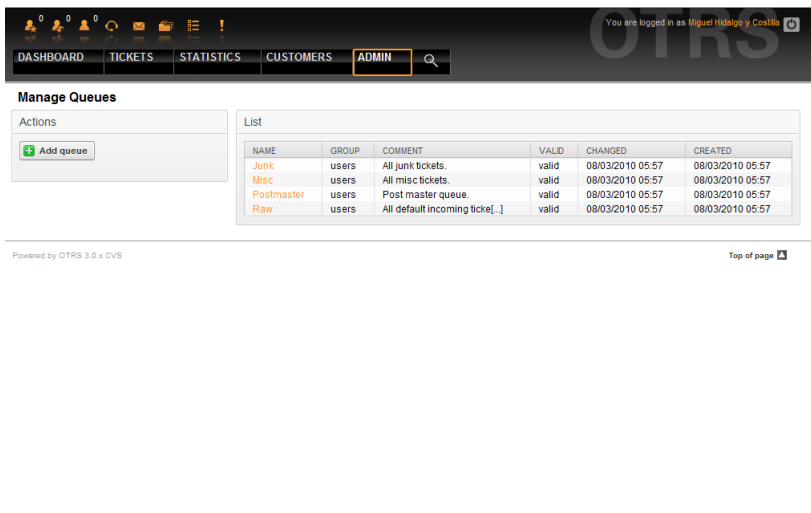 0 0 0
You are logged in as Miguel Hidalgo y Costilla
OTRS
DASHBOARD TICKETS STATISTICS CUSTOMERS ADMIN
Manage Queues
Actions
Add queue
List
NAME GROUP COMMENT VALID CHANGED CREATED
Junk users All junk tickets. valid 08/03/2010 05:57 08/03/2010 05:57
Misc users All misc tickets. valid 08/03/2010 05:57 08/03/2010 05:57
Postmaster users Post master queue. valid 08/03/2010 05:57 08/03/2010 05:57
Raw users All default incoming ticke[...] valid 08/03/2010 05:57 08/03/2010 05:57
Powered by OTRS 3.0.x CVS
Top of page